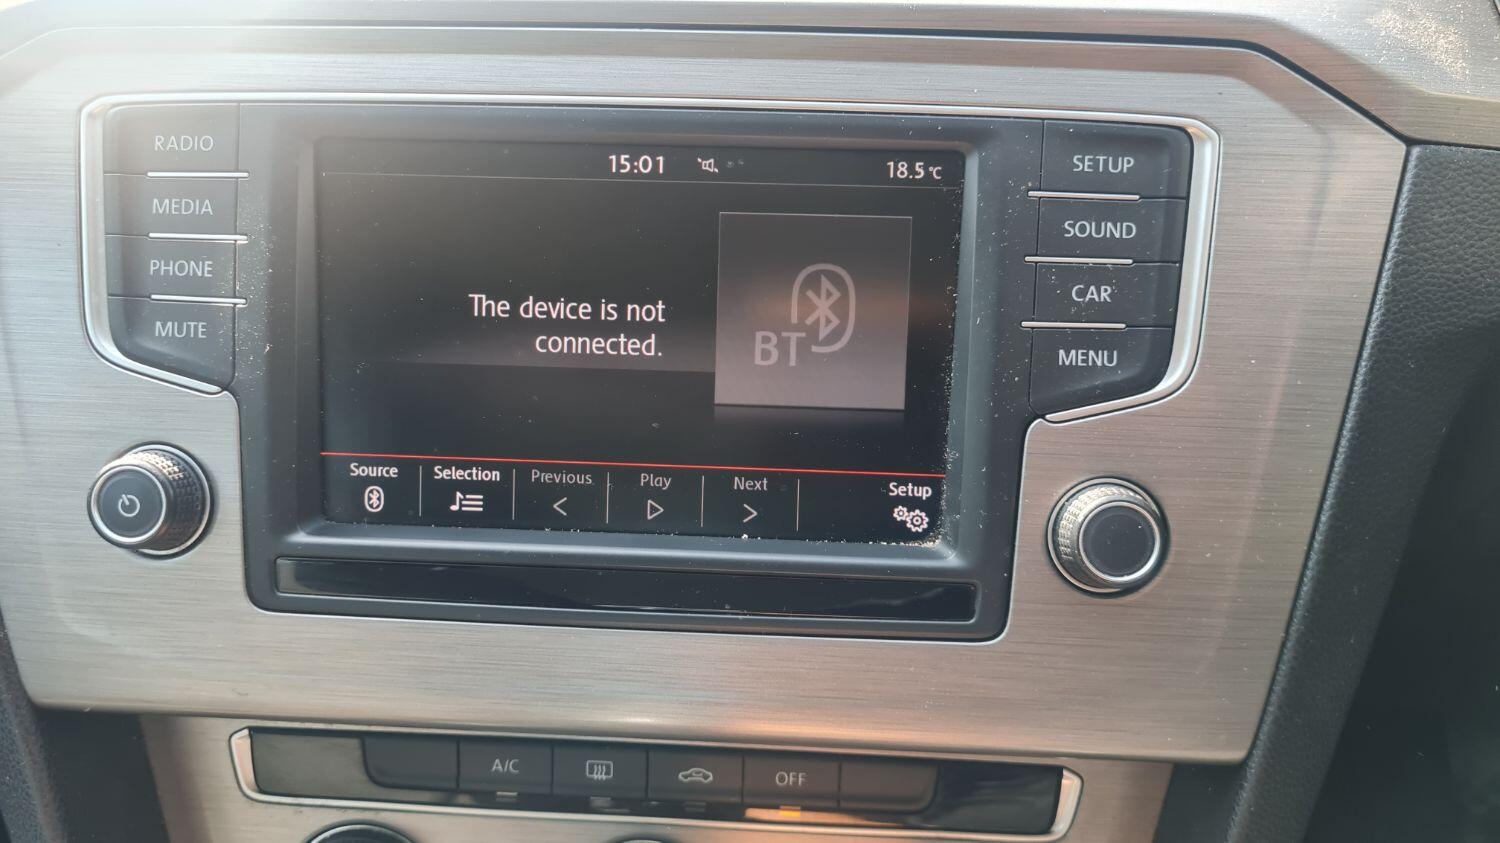 RADIO
MEDIA
PHONE
MUTE
15:01
18.5°C
The device is not
connected.
BT
Source
Selection
Previous
Play
Next
Setup
SETUP
SOUND
CAR
MENU
A/C
OFF